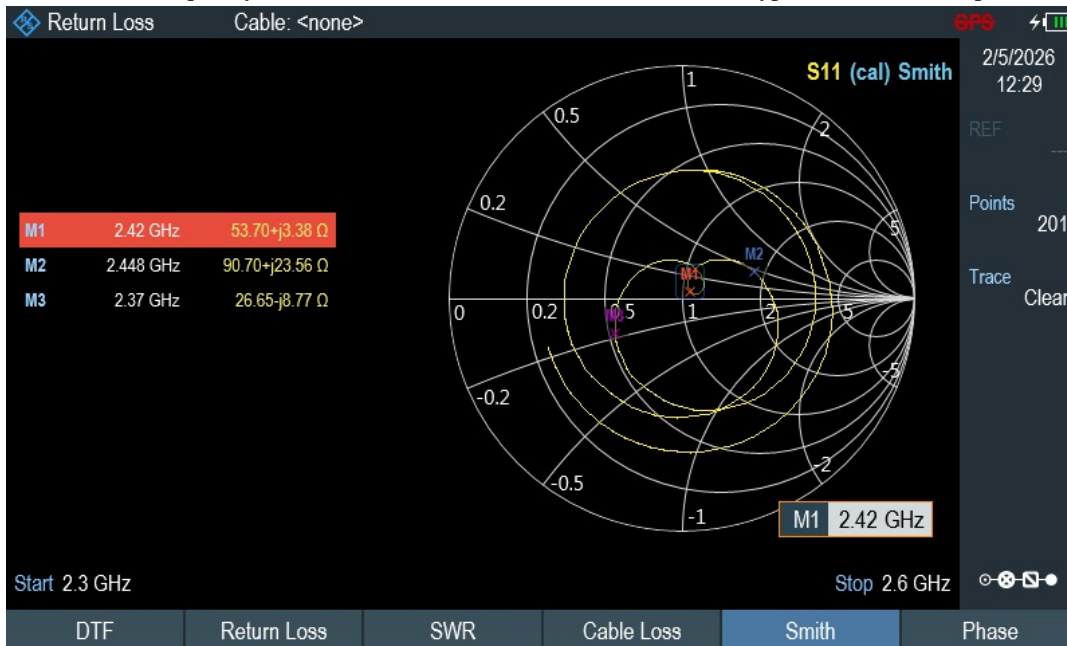 Return Loss Cable: <none> GPS
S11 (cal) Smith
2/5/2026
12:29
REF
---
Points
201
Trace
Clear
M1 2.42 GHz 53.70+j3.38 Ω
M2 2.448 GHz 90.70+j23.56 Ω
M3 2.37 GHz 26.65-j8.77 Ω
1
0.5
2
0.2
5
M2
M1
M3
0 0.2 0.5 1 2 5
-0.2
-5
-0.5
-2
-1
M1 2.42 GHz
Start 2.3 GHz Stop 2.6 GHz
DTF Return Loss SWR Cable Loss Smith Phase